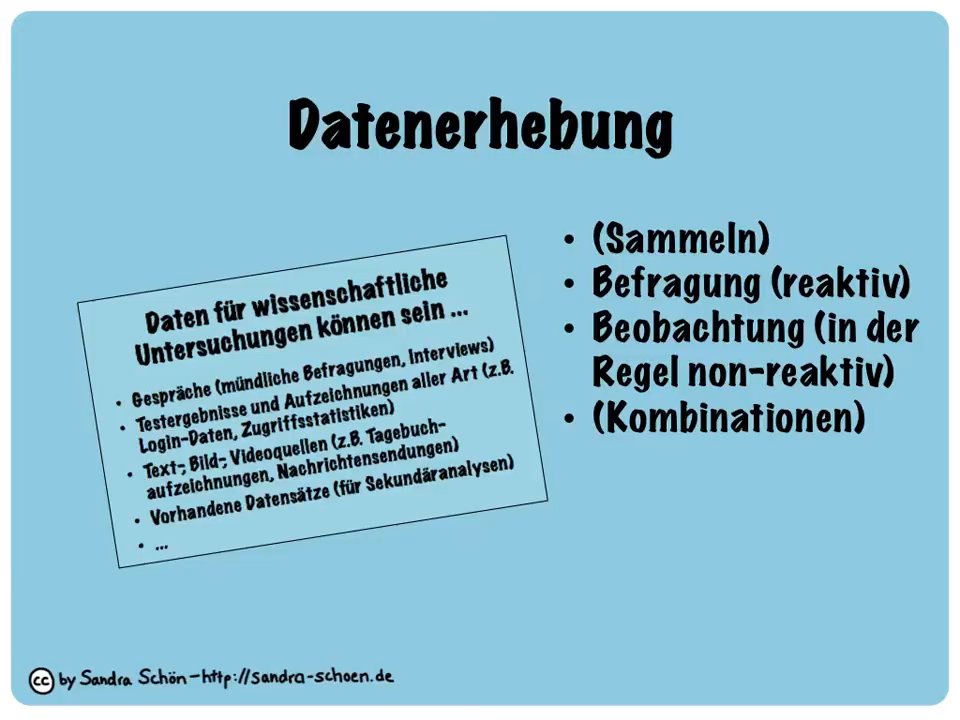 Datenerhebung
Daten für wissenschaftliche
Untersuchungen können sein ...
• Gespräche (mündliche Befragungen, Interviews)
• Testergebnisse und Aufzeichnungen aller Art (z.B.
Login-Daten, Zugriffsstatistiken)
• Text-, Bild-, Videoquellen (z.B. Tagebuch-
aufzeichnungen, Nachrichtensendungen)
• Vorhandene Datensätze (für Sekundäranalysen)
• ...
• (Sammeln)
• Befragung (reaktiv)
• Beobachtung (in der
Regel non-reaktiv)
• (Kombinationen)
cc by Sandra Schön – http://sandra-schoen.de